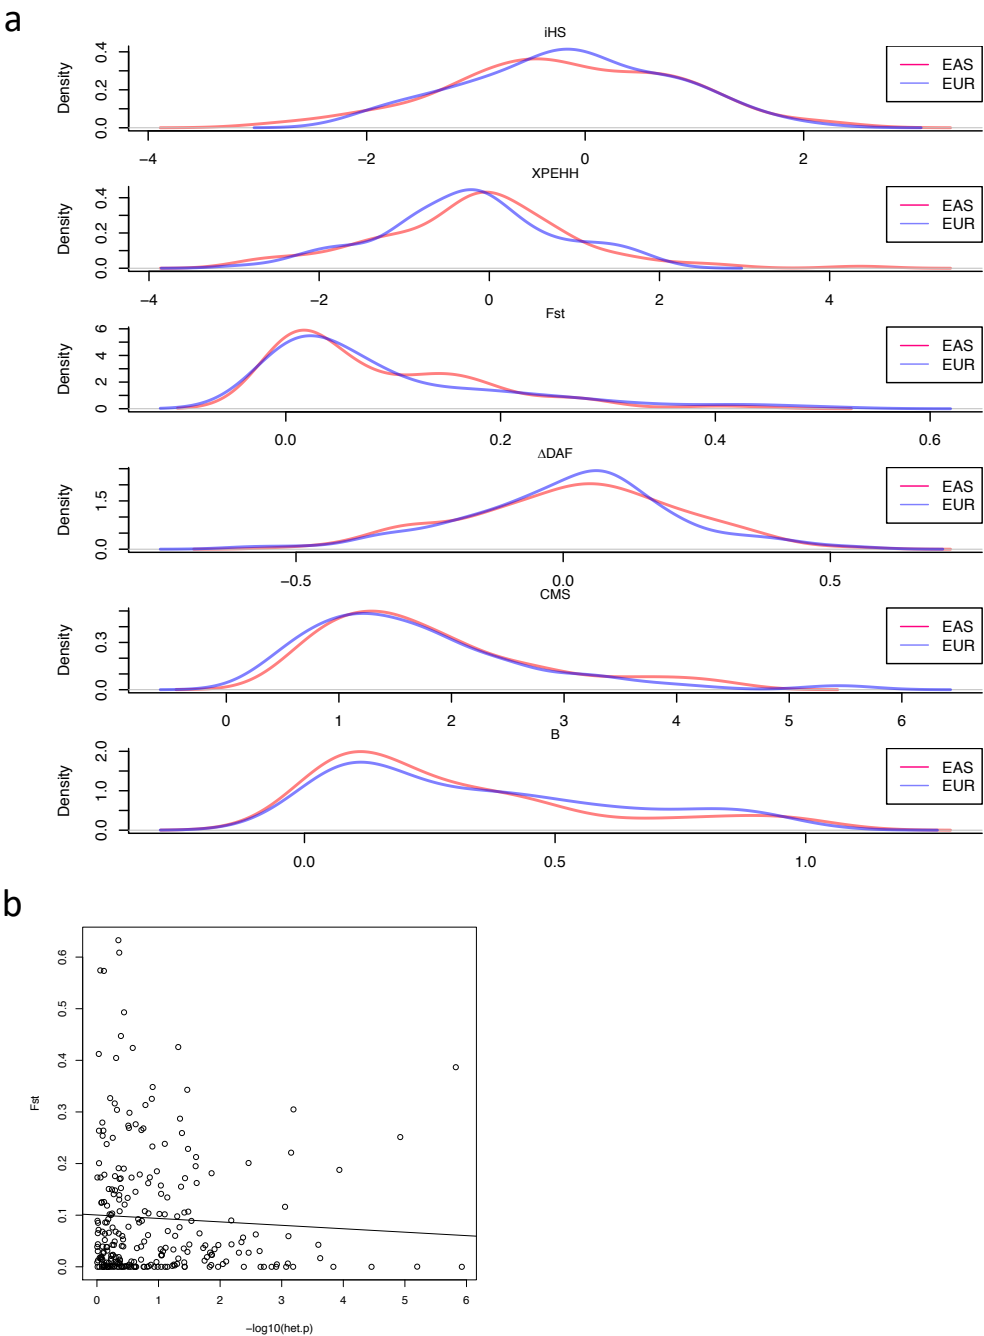 a
iHS
Density
0.0 0.2 0.4
EAS
EUR
−4 −2 0 2
XPEHH
Density
0.0 0.2 0.4
EAS
EUR
−4 −2 0 2 4
Fst
Density
0 2 4 6
EAS
EUR
0.0 0.2 0.4 0.6
ΔDAF
Density
0.0 1.5
EAS
EUR
−0.5 0.0 0.5
CMS
Density
0.0 0.3
EAS
EUR
0 1 2 3 4 5 6
B
Density
0.0 1.0 2.0
EAS
EUR
0.0 0.5 1.0
b
Fst
0.0 0.1 0.2 0.3 0.4 0.5 0.6
0 1 2 3 4 5 6
−log10(het.p)